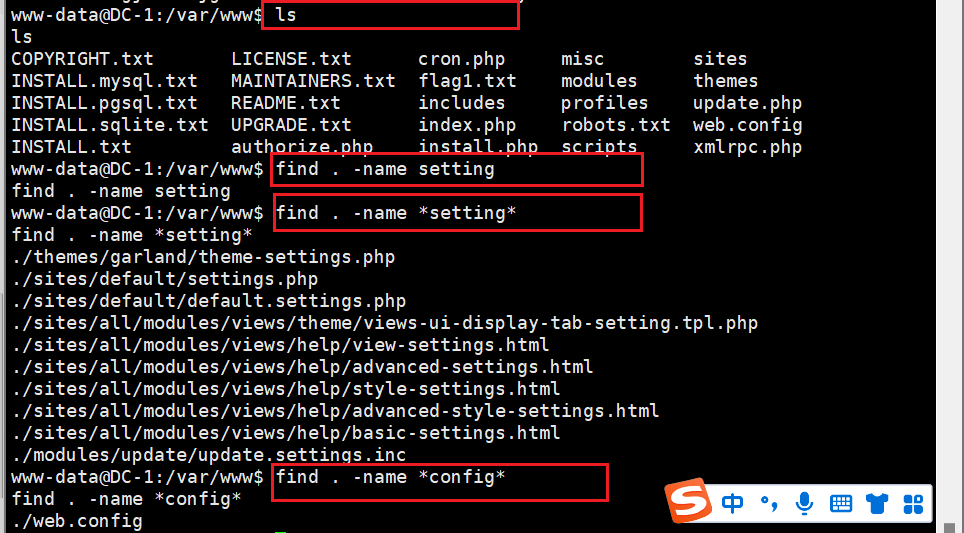 www-data@DC-1:/var/www$ ls
ls
COPYRIGHT.txt LICENSE.txt cron.php misc sites
INSTALL.mysql.txt MAINTAINERS.txt flag1.txt modules themes
INSTALL.pgsql.txt README.txt includes profiles update.php
INSTALL.sqlite.txt UPGRADE.txt index.php robots.txt web.config
INSTALL.txt authorize.php install.php scripts xmlrpc.php
www-data@DC-1:/var/www$ find . -name setting
find . -name setting
www-data@DC-1:/var/www$ find . -name *setting*
find . -name *setting*
./themes/garland/theme-settings.php
./sites/default/settings.php
./sites/default/default.settings.php
./sites/all/modules/views/theme/views-ui-display-tab-setting.tpl.php
./sites/all/modules/views/help/view-settings.html
./sites/all/modules/views/help/advanced-settings.html
./sites/all/modules/views/help/style-settings.html
./sites/all/modules/views/help/advanced-style-settings.html
./sites/all/modules/views/help/basic-settings.html
./modules/update/update.settings.inc
www-data@DC-1:/var/www$ find . -name *config*
find . -name *config*
./web.config
S 中 °,